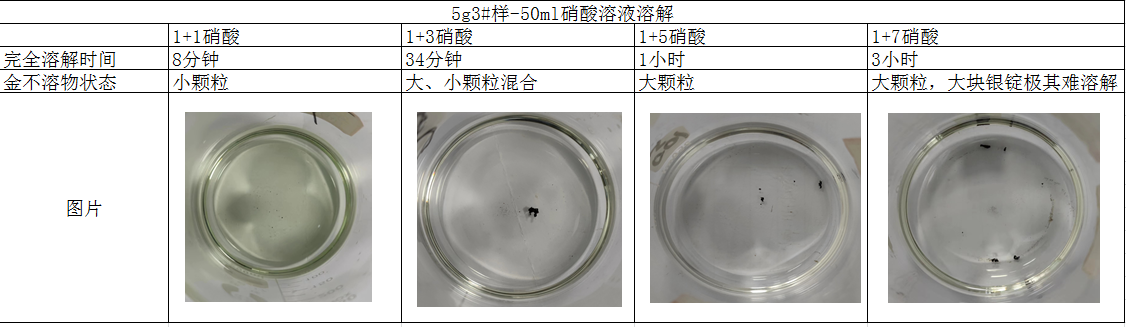 5g3#样-50ml硝酸溶液溶解
1+1硝酸 1+3硝酸 1+5硝酸 1+7硝酸
完全溶解时间 8分钟 34分钟 1小时 3小时
金不溶物状态 小颗粒 大、小颗粒混合 大颗粒 大颗粒，大块银锭极其难溶解
图片